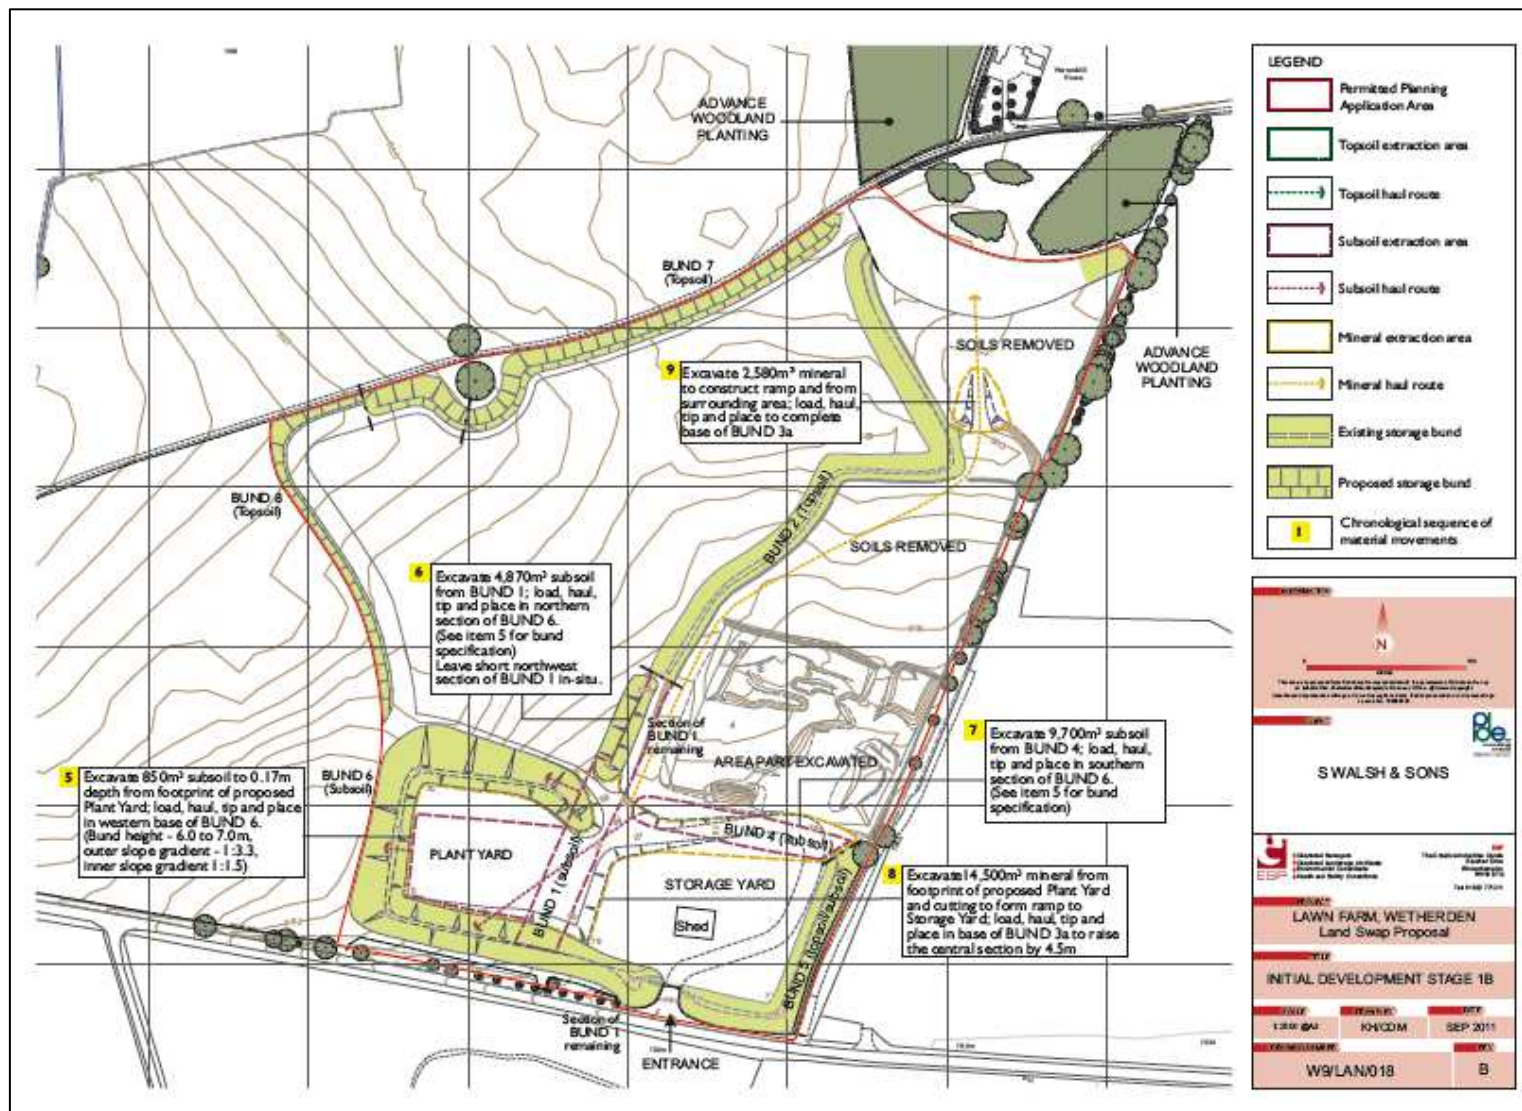 ADVANCE
WOODLAND
PLANTING
BUND 7
(Topsoil)
SOILS REMOVED
ADVANCE
WOODLAND
PLANTING
9
Excavate 2,580m³ mineral
to construct ramp and from
surrounding area; load, haul,
tip and place to complete
base of BUND 3a
BUND 8
(Topsoil)
BUND 2 (Topsoil)
SOILS REMOVED
6
Excavate 4,870m³ subsoil
from BUND 1; load, haul,
tip and place in northern
section of BUND 6.
(See item 5 for bund
specification)
Leave short northwest
section of BUND 1 in-situ.
Section of
BUND 1
remaining
AREA PART EXCAVATED
7
Excavate 9,700m³ subsoil
from BUND 4; load, haul,
tip and place in southern
section of BUND 6.
(See item 5 for bund
specification)
5
Excavate 850m³ subsoil to 0.17m
depth from footprint of proposed
Plant Yard; load, haul, tip and place
in western base of BUND 6.
(Bund height - 6.0 to 7.0m,
outer slope gradient - 1:3.3,
inner slope gradient 1:1.5)
BUND 6
(Subsoil)
PLANT YARD
BUND 1 (subsoil)
BUND 4 (subsoil)
STORAGE YARD
Shed
BUND 5 (topsoil/subsoil)
8
Excavate14,500m³ mineral from
footprint of proposed Plant Yard
and cutting to form ramp to
Storage Yard; load, haul, tip and
place in base of BUND 3a to raise
the central section by 4.5m
Section of
BUND 1
remaining
ENTRANCE
LEGEND
Permitted Planning
Application Area
Topsoil extraction area
Topsoil haul route
Subsoil extraction area
Subsoil haul route
Mineral extraction area
Mineral haul route
Existing storage bund
Proposed storage bund
1
Chronological sequence of
material movements
N
S WALSH & SONS
ESP
LAWN FARM, WETHERDEN
Land Swap Proposal
TITLE
INITIAL DEVELOPMENT STAGE 1B
SCALE
DATE
KH/CDM
SEP 2011
REV
W9/LAN/018
B